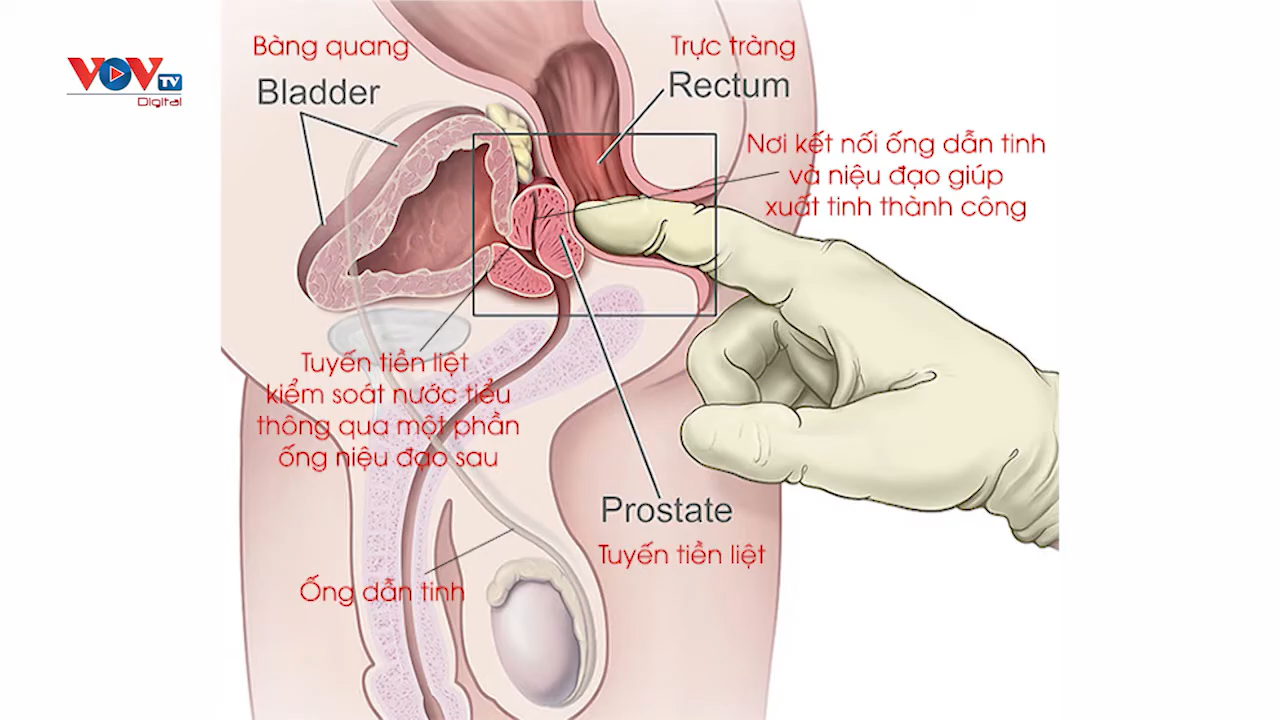 VOVTV
Digital
Bàng quang
Bladder
Trực tràng
Rectum
Nơi kết nối ống dẫn tinh
và niệu đạo giúp
xuất tinh thành công
Tuyến tiền liệt
kiểm soát nước tiểu
thông qua một phần
ống niệu đạo sau
Prostate
Tuyến tiền liệt
Ống dẫn tinh